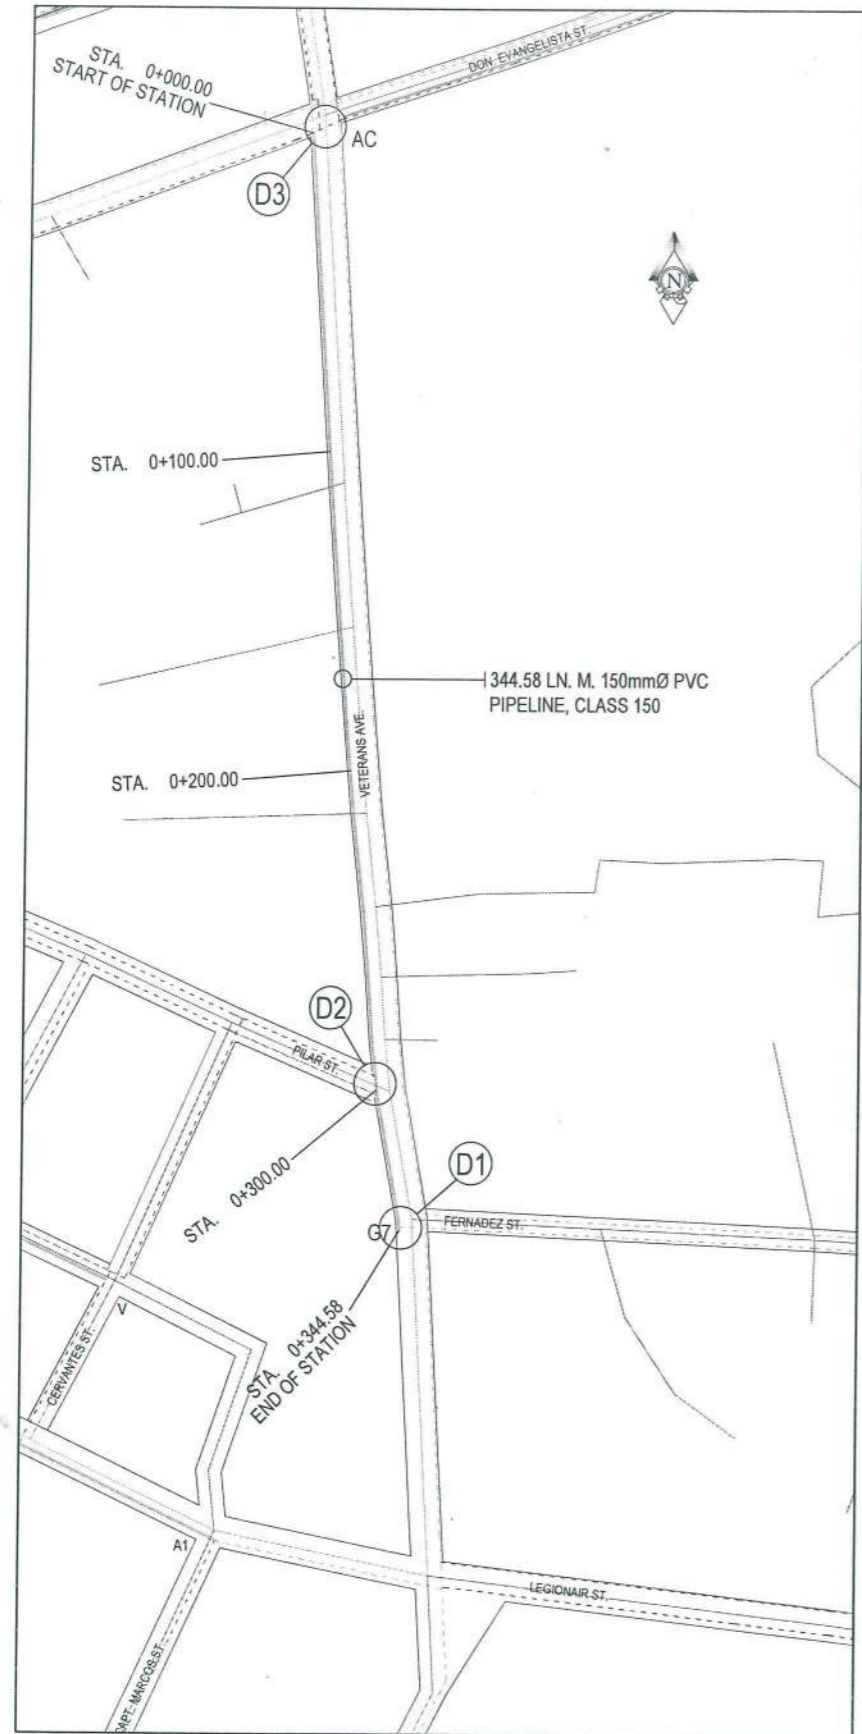 STA. 0+000.00
START OF STATION
DON EVANGELISTA ST.
AC
D3
N
STA. 0+100.00
344.58 LN. M. 150mmØ PVC
PIPELINE, CLASS 150
VETERANS AVE.
STA. 0+200.00
D2
PILAR ST.
STA. 0+300.00
D1
G7
FERNADEZ ST.
STA. 0+344.58
END OF STATION
V
CERVANTES ST.
A1
LEGIONAIR ST.
CAPT. MARCOS ST.